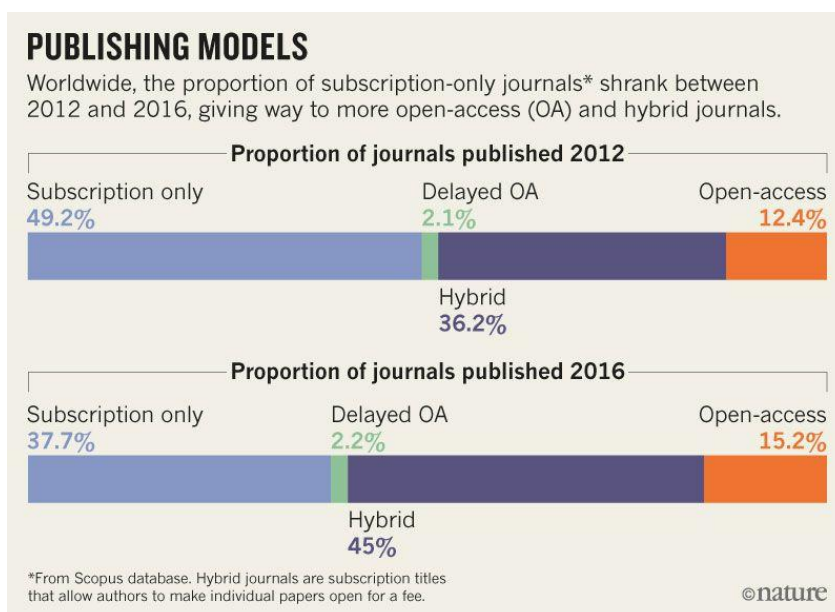 PUBLISHING MODELS
Worldwide, the proportion of subscription-only journals* shrank between
2012 and 2016, giving way to more open-access (OA) and hybrid journals.
Proportion of journals published 2012
Subscription only Delayed OA Open-access
49.2% 2.1% 12.4%
Hybrid
36.2%
Proportion of journals published 2016
Subscription only Delayed OA Open-access
37.7% 2.2% 15.2%
Hybrid
45%
*From Scopus database. Hybrid journals are subscription titles
that allow authors to make individual papers open for a fee.
©nature